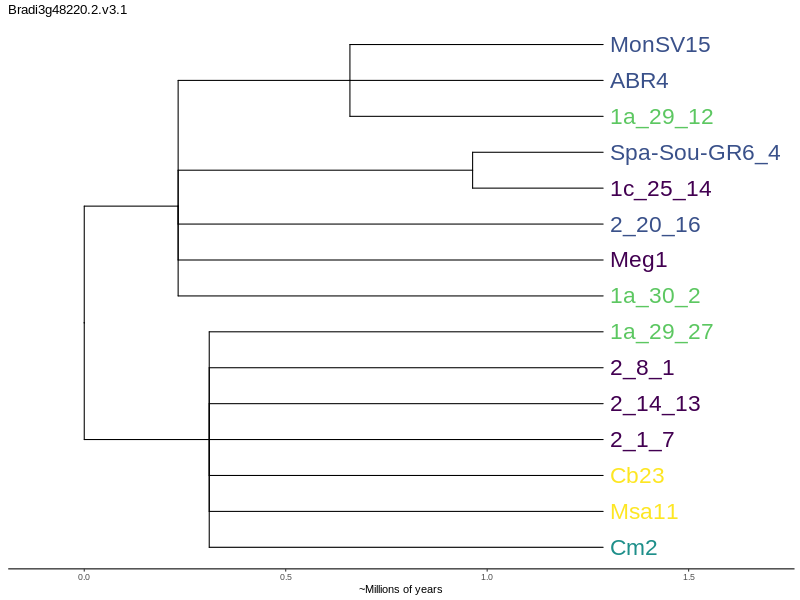 Bradi3g48220.2.v3.1
MonSV15
ABR4
1a_29_12
Spa-Sou-GR6_4
1c_25_14
2_20_16
Meg1
1a_30_2
1a_29_27
2_8_1
2_14_13
2_1_7
Cb23
Msa11
Cm2
0.0 0.5 1.0 1.5
~Millions of years